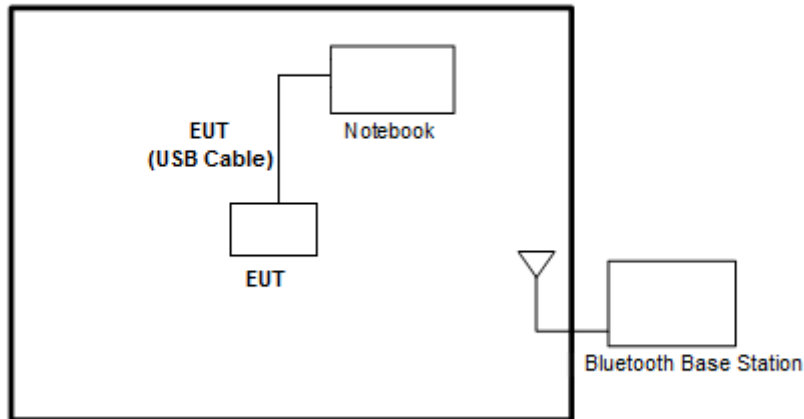 Notebook
EUT
(USB Cable)
EUT
Bluetooth Base Station